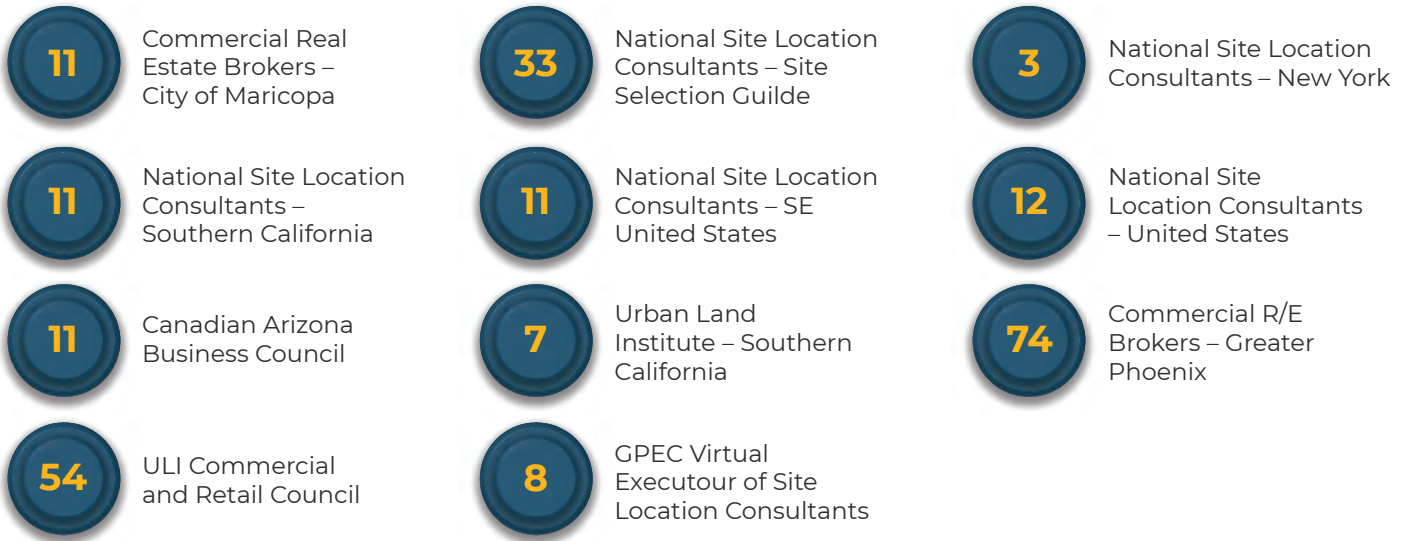 11
Commercial Real
Estate Brokers –
City of Maricopa
11
National Site Location
Consultants –
Southern California
11
Canadian Arizona
Business Council
54
ULI Commercial
and Retail Council
33
National Site Location
Consultants – Site
Selection Guilde
11
National Site Location
Consultants – SE
United States
7
Urban Land
Institute – Southern
California
8
GPEC Virtual
Executour of Site
Location Consultants
3
National Site Location
Consultants – New York
12
National Site
Location Consultants
– United States
74
Commercial R/E
Brokers – Greater
Phoenix